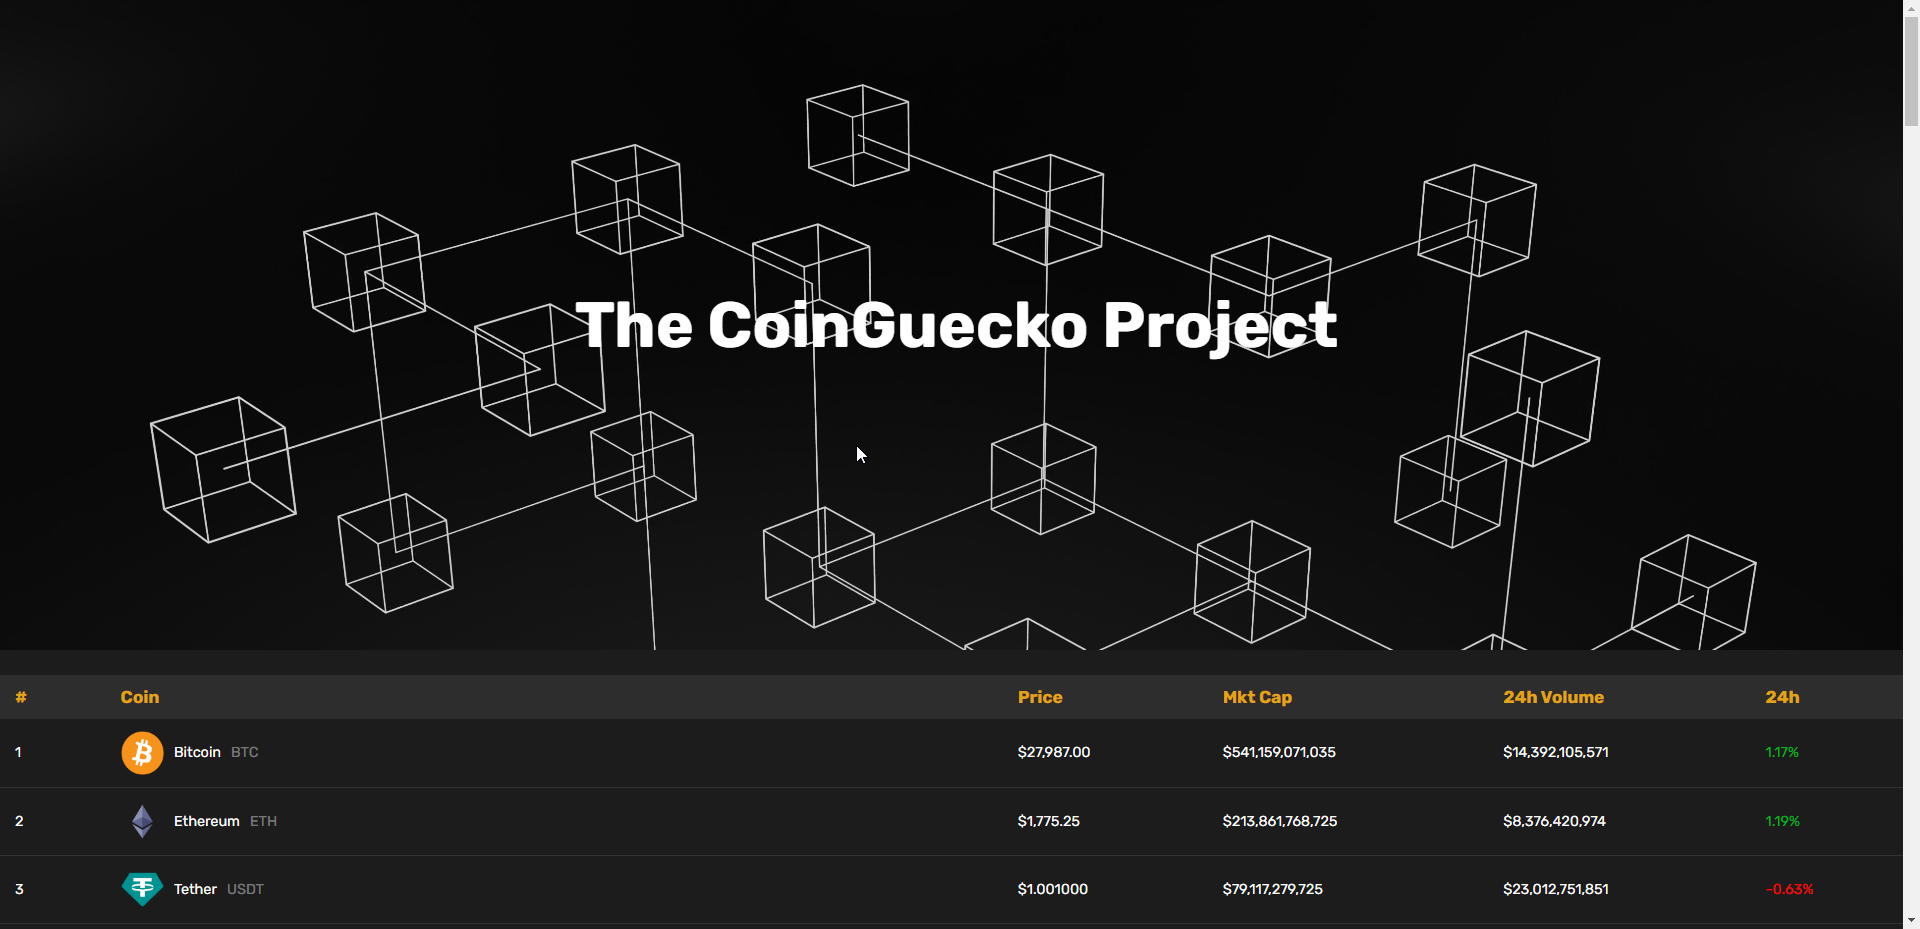 The CoinGuecko Project
# Coin Price Mkt Cap 24h Volume 24h
1 Bitcoin BTC $27,987.00 $541,159,071,035 $14,392,105,571 1.17%
2 Ethereum ETH $1,775.25 $213,861,768,725 $8,376,420,974 1.19%
3 Tether USDT $1.001000 $79,117,279,725 $23,012,751,851 -0.63%